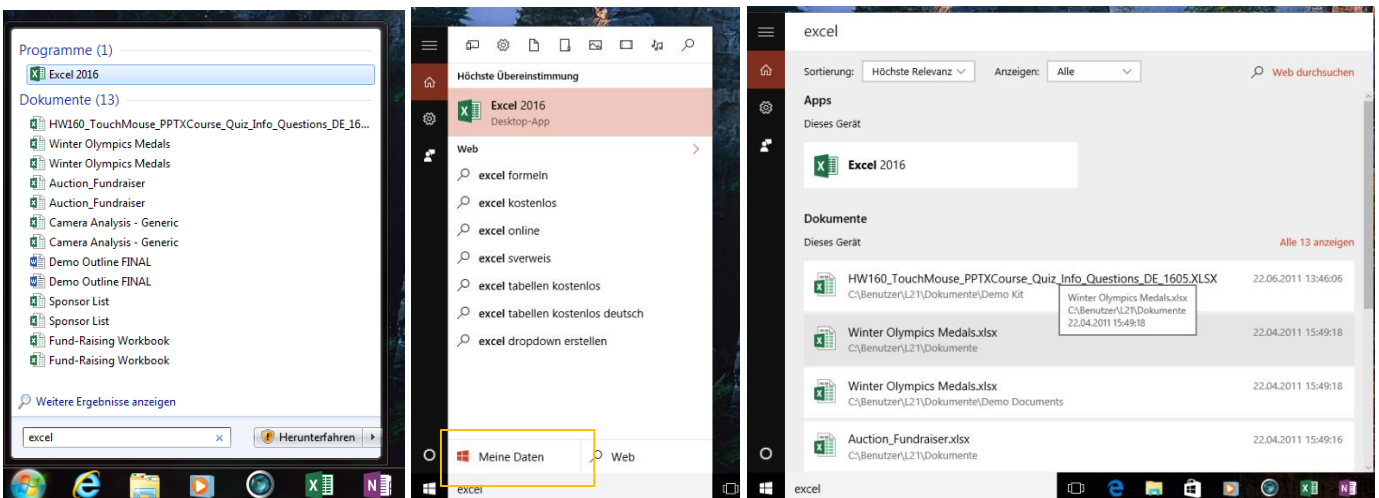 Programme (1)
Excel 2016
Dokumente (13)
HW160_TouchMouse_PPTXCourse_Quiz_Info_Questions_DE_16...
Winter Olympics Medals
Winter Olympics Medals
Auction_Fundraiser
Auction_Fundraiser
Camera Analysis - Generic
Camera Analysis - Generic
Demo Outline FINAL
Demo Outline FINAL
Sponsor List
Sponsor List
Fund-Raising Workbook
Fund-Raising Workbook
Weitere Ergebnisse anzeigen
excel
Herunterfahren
Höchste Übereinstimmung
Excel 2016
Desktop-App
Web
excel formeln
excel kostenlos
excel online
excel sverweis
excel tabellen kostenlos
excel tabellen kostenlos deutsch
excel dropdown erstellen
Meine Daten
Web
excel
excel
Sortierung: Höchste Relevanz Anzeigen: Alle Web durchsuchen
Apps
Dieses Gerät
Excel 2016
Dokumente
Dieses Gerät Alle 13 anzeigen
HW160_TouchMouse_PPTXCourse_Quiz_Info_Questions_DE_1605.XLSX 22.06.2011 13:46:06
C:\Benutzer\L21\Dokumente\Demo Kit
Winter Olympics Medals.xlsx
C:\Benutzer\L21\Dokumente
22.04.2011 15:49:18
Winter Olympics Medals.xlsx 22.04.2011 15:49:18
C:\Benutzer\L21\Dokumente
Winter Olympics Medals.xlsx 22.04.2011 15:49:18
C:\Benutzer\L21\Dokumente\Demo Documents
Auction_Fundraiser.xlsx 22.04.2011 15:49:16
C:\Benutzer\L21\Dokumente
excel